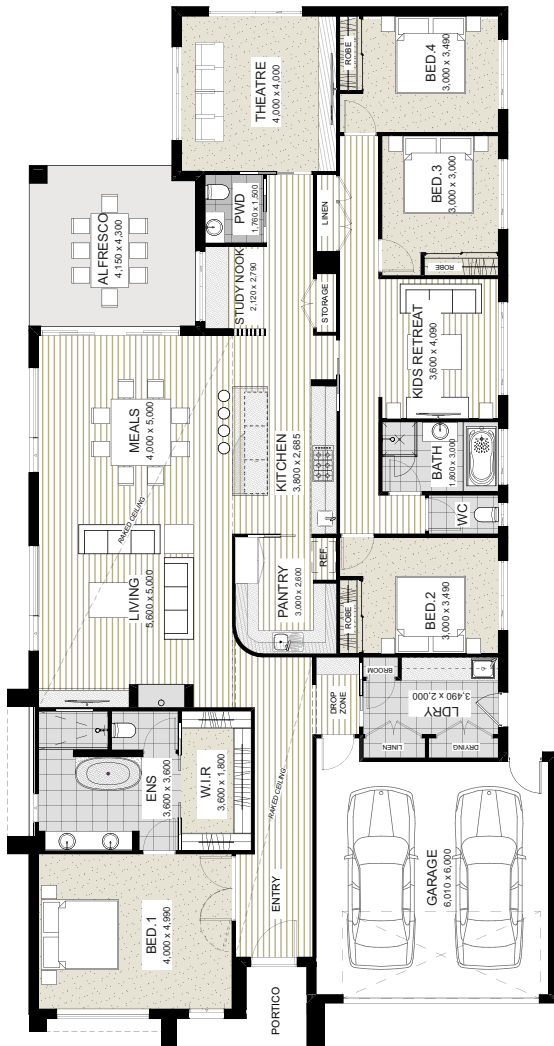 THEATRE
4,000 x 4,000
ROBE
BED.4
3,000 x 3,490
BED.3
3,000 x 3,000
ROBE
PWD
1,760 x 1,500
LINEN
ALFRESCO
4,150 x 4,300
STUDY NOOK
2,120 x 2,790
STORAGE
KIDS RETREAT
3,600 x 4,090
MEALS
4,000 x 5,000
KITCHEN
3,800 x 2,685
BATH
1,800 x 3,000
WC
RAKED CEILING
LIVING
5,600 x 5,000
PANTRY
3,000 x 2,600
REF.
ROBE
BED.2
3,000 x 3,490
DROP
ZONE
BROOM
LDRY
3,490 x 2,000
LINEN
DRYING
ENS
3,600 x 3,600
W.I.R
3,600 x 1,800
RAKED CEILING
BED.1
4,000 x 4,990
ENTRY
GARAGE
6,010 x 6,000
PORTICO